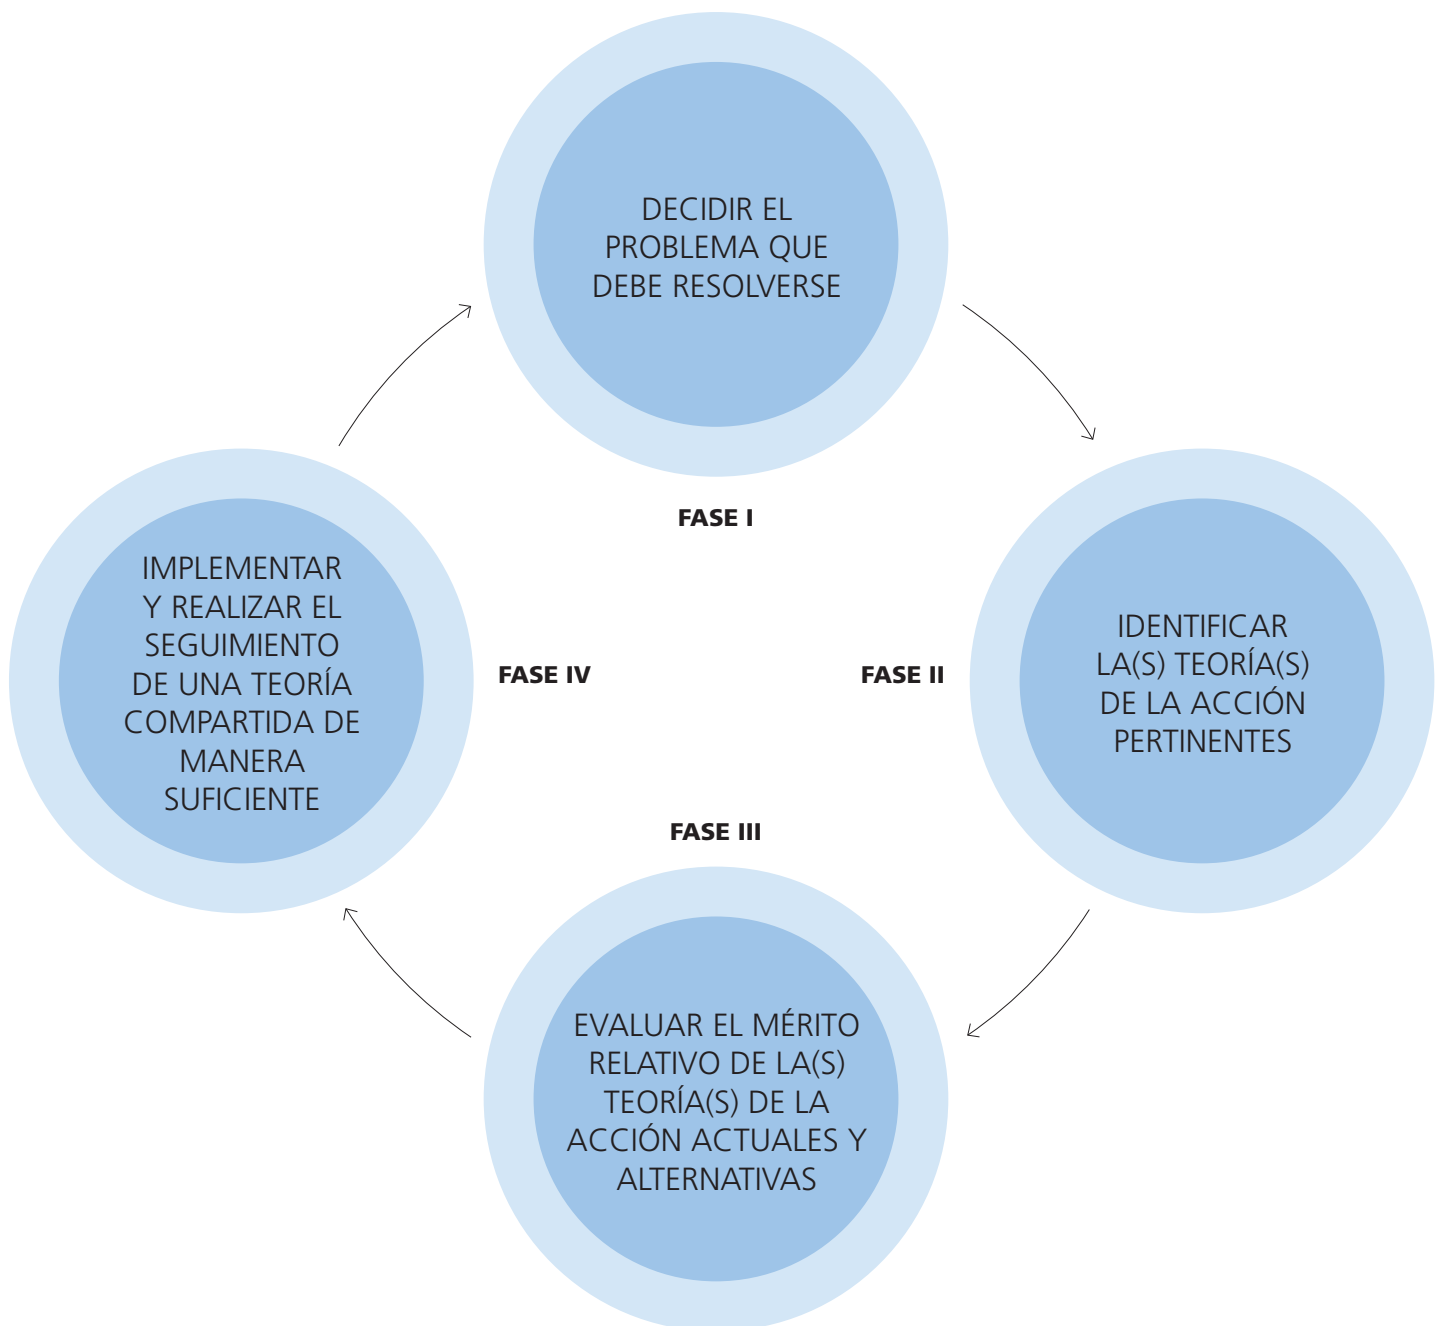 DECIDIR EL
PROBLEMA QUE
DEBE RESOLVERSE
FASE I
IDENTIFICAR
LA(S) TEORÍA(S)
DE LA ACCIÓN
PERTINENTES
FASE II
FASE III
EVALUAR EL MÉRITO
RELATIVO DE LA(S)
TEORÍA(S) DE LA
ACCIÓN ACTUALES Y
ALTERNATIVAS
IMPLEMENTAR
Y REALIZAR EL
SEGUIMIENTO
DE UNA TEORÍA
COMPARTIDA DE
MANERA
SUFICIENTE
FASE IV